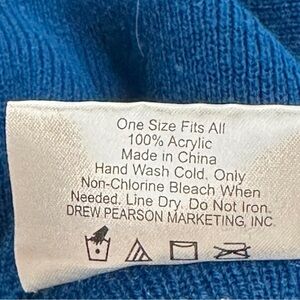 One Size Fits All
100% Acrylic
Made in China
Hand Wash Cold. Only
Non-Chlorine Bleach When
Needed. Line Dry. Do Not Iron.
DREW PEARSON MARKETING, INC.